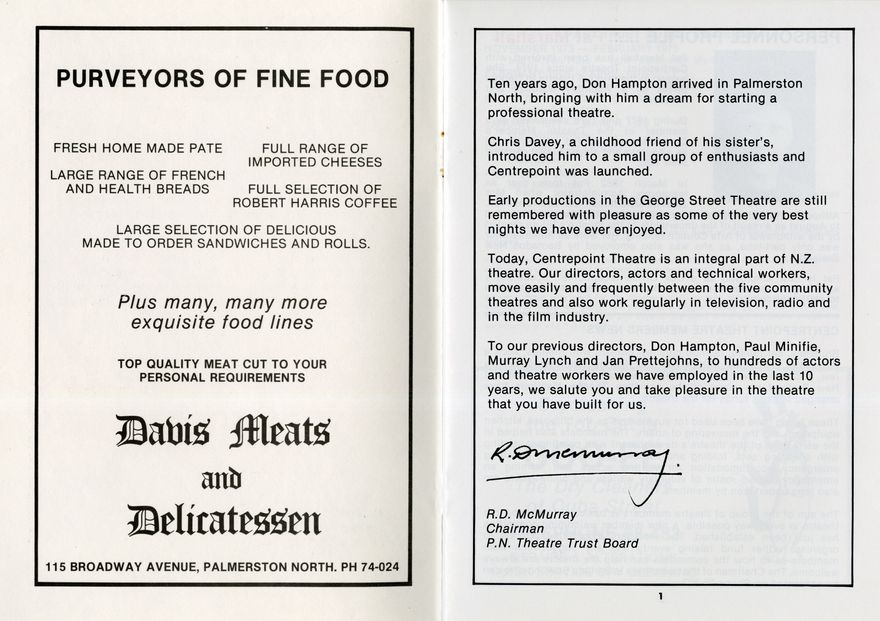 PURVEYORS OF FINE FOOD
FRESH HOME MADE PATE
LARGE RANGE OF FRENCH
AND HEALTH BREADS
FULL RANGE OF
IMPORTED CHEESES
FULL SELECTION OF
ROBERT HARRIS COFFEE
LARGE SELECTION OF DELICIOUS
MADE TO ORDER SANDWICHES AND ROLLS.
Plus many, many more
exquisite food lines
TOP QUALITY MEAT CUT TO YOUR
PERSONAL REQUIREMENTS
Davis Meats
and
Delicatessen
115 BROADWAY AVENUE, PALMERSTON NORTH. PH 74-024
Ten years ago, Don Hampton arrived in Palmerston
North, bringing with him a dream for starting a
professional theatre.
Chris Davey, a childhood friend of his sister's,
introduced him to a small group of enthusiasts and
Centrepoint was launched.
Early productions in the George Street Theatre are still
remembered with pleasure as some of the very best
nights we have ever enjoyed.
Today, Centrepoint Theatre is an integral part of N.Z.
theatre. Our directors, actors and technical workers,
move easily and frequently between the five community
theatres and also work regularly in television, radio and
in the film industry.
To our previous directors, Don Hampton, Paul Minifie,
Murray Lynch and Jan Prettejohns, to hundreds of actors
and theatre workers we have employed in the last 10
years, we salute you and take pleasure in the theatre
that you have built for us.
R.D. McMurray
R.D. McMurray
Chairman
P.N. Theatre Trust Board
1